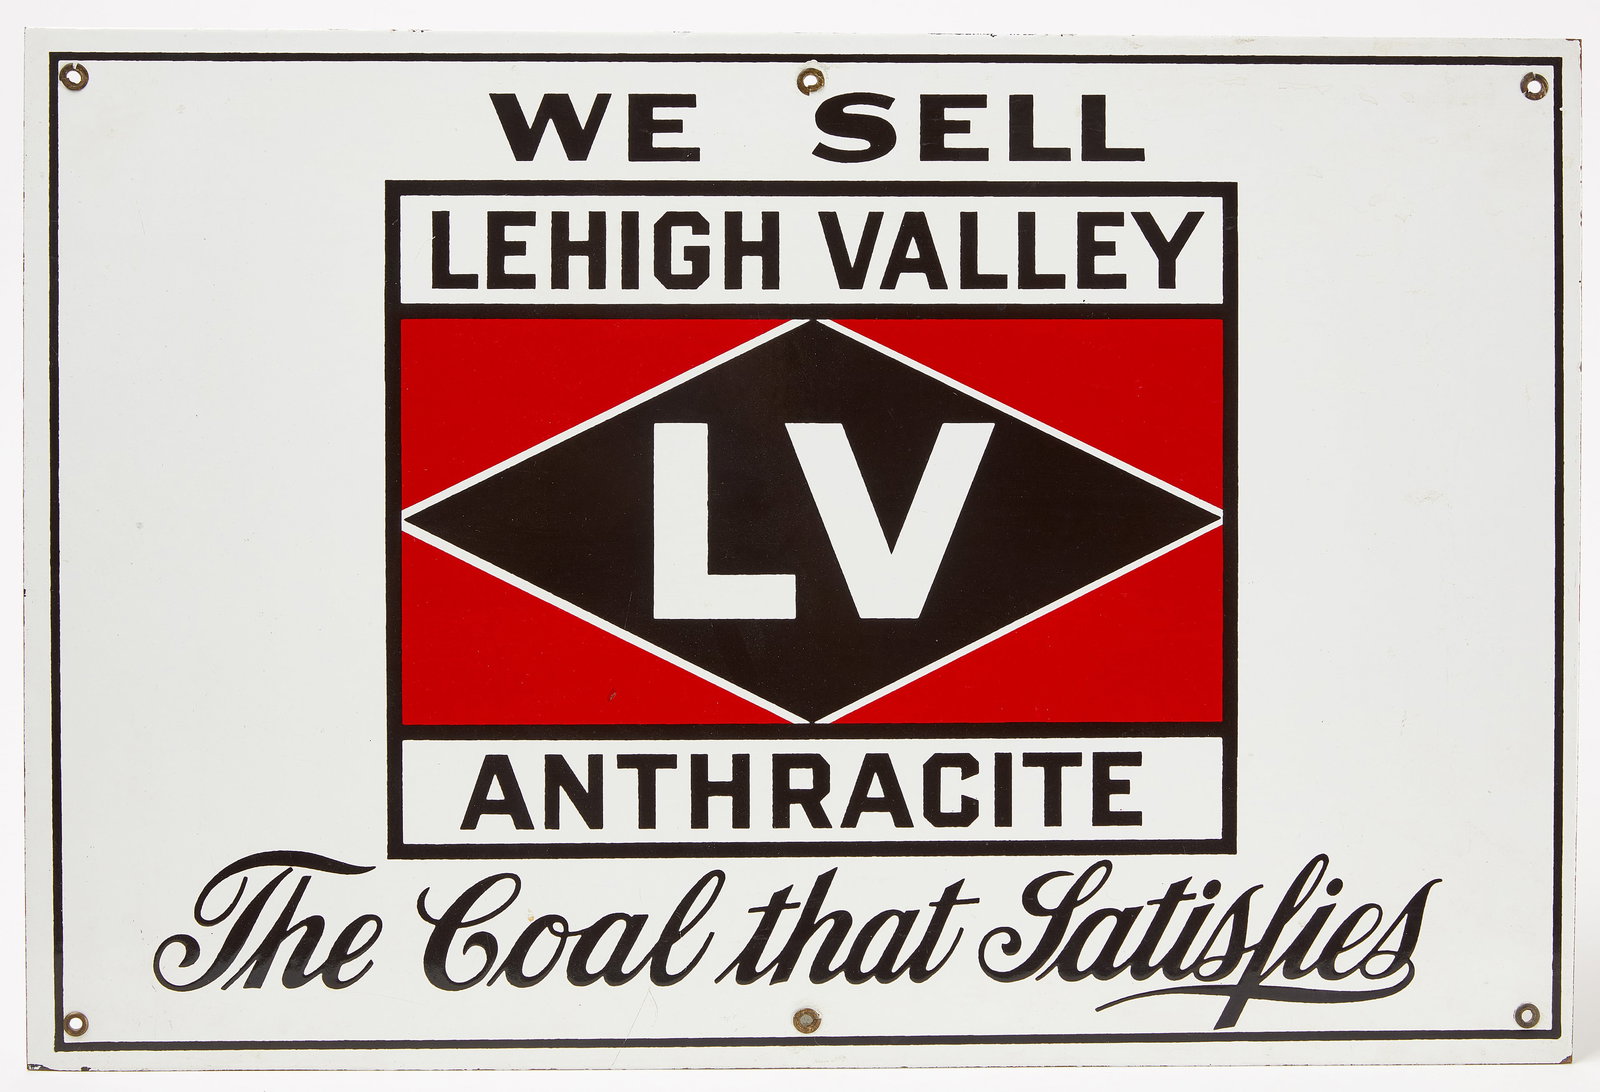 WE SELL
LEHIGH VALLEY
LV
ANTHRACITE
The Coal that Satisfies